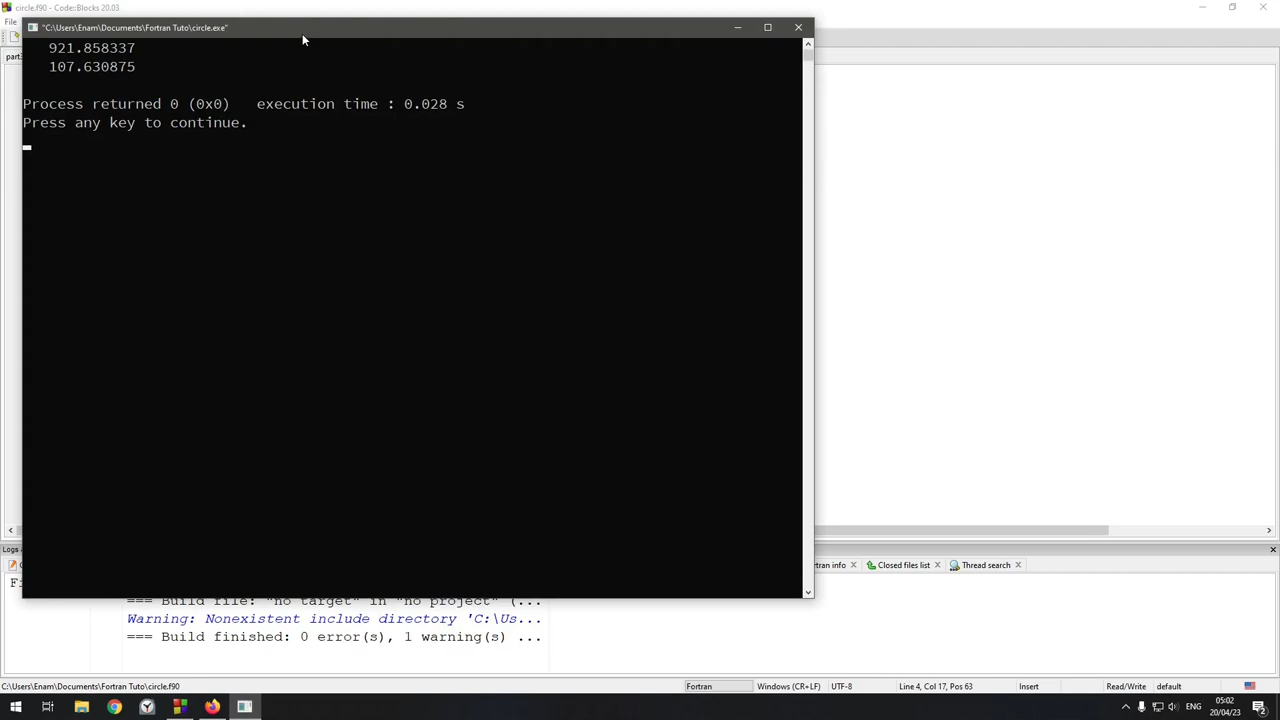 circle.f90 - Code::Blocks 20.03
File
"C:\Users\Enam\Documents\Fortran Tuto\circle.exe"
921.858337
107.630875
Process returned 0 (0x0)   execution time : 0.028 s
Press any key to continue.
Logs
rtran info
Closed files list
Thread search
=== Build file: "no target" in "no project" (...
Warning: Nonexistent include directory 'C:\Us...
=== Build finished: 0 error(s), 1 warning(s) ...
C:\Users\Enam\Documents\Fortran Tuto\circle.f90
Fortran
Windows (CR+LF)
UTF-8
Line 4, Col 17, Pos 63
Insert
Read/Write
default
ENG
05:02
20/04/23
2